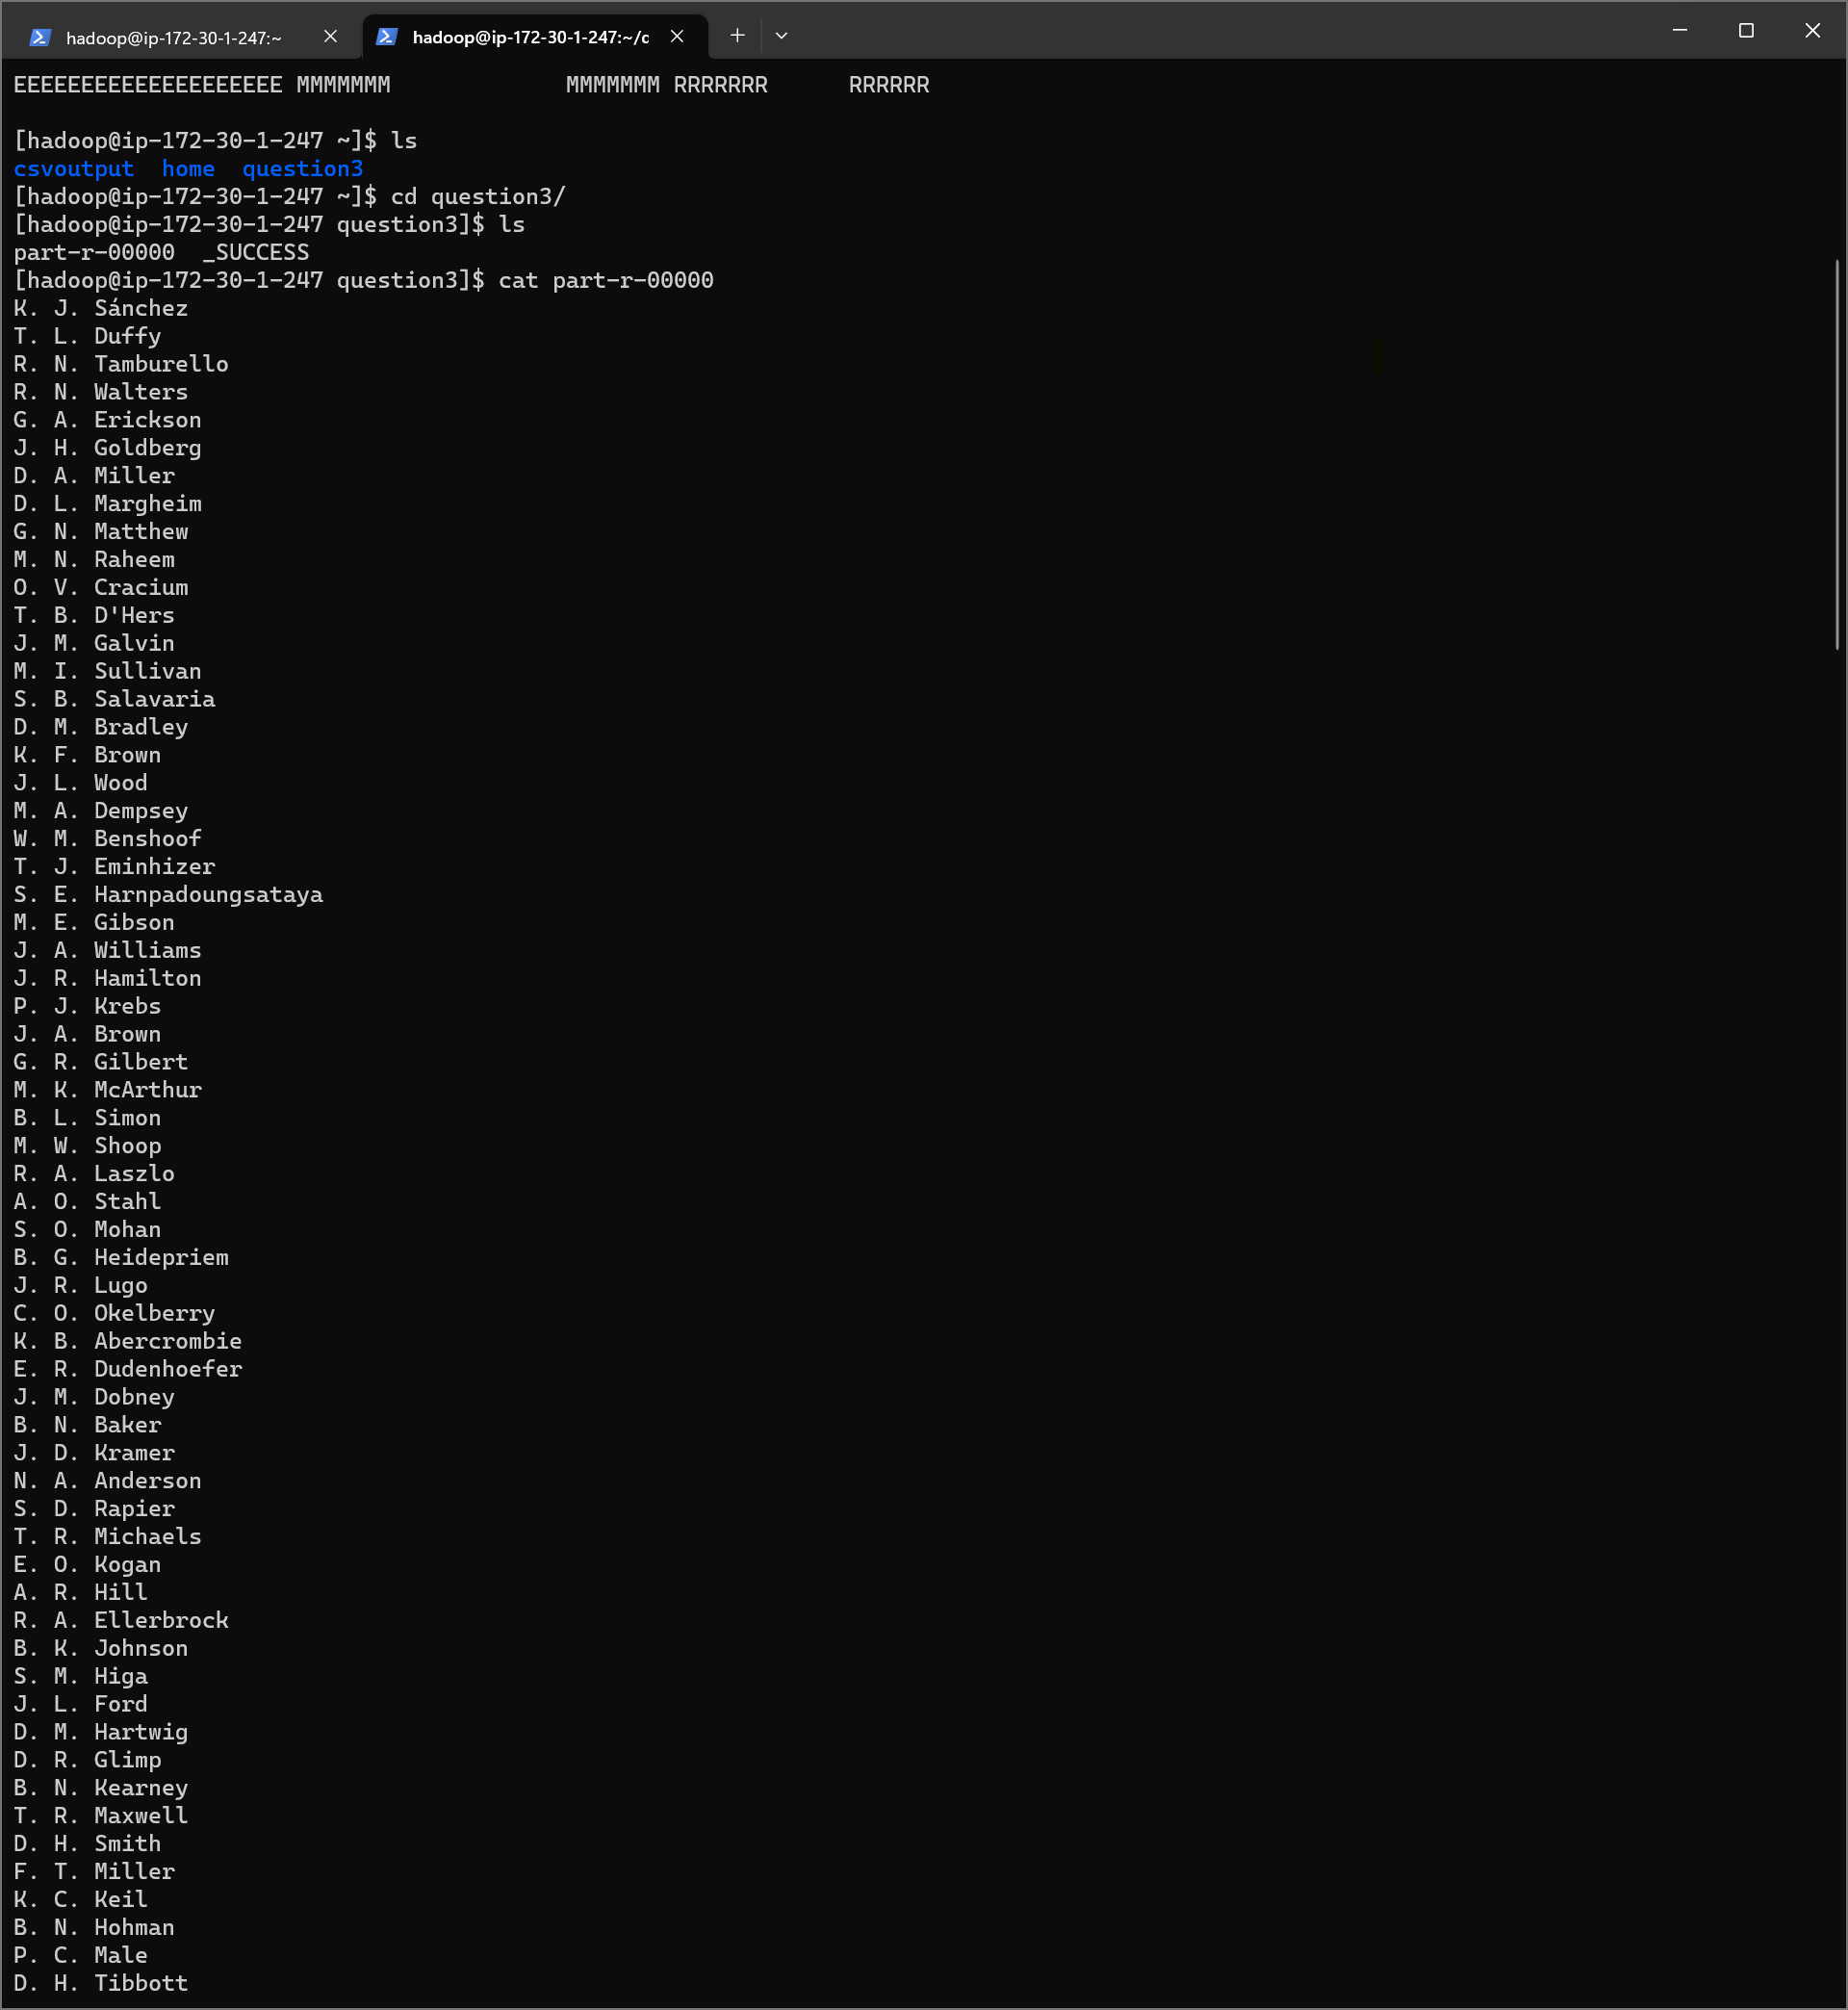 hadoop@ip-172-30-1-247:~
hadoop@ip-172-30-1-247:~/c
EEEEEEEEEEEEEEEEEEEE MMMMMMM             MMMMMMM RRRRRRR      RRRRRR
[hadoop@ip-172-30-1-247 ~]$ ls
csvoutput  home  question3
[hadoop@ip-172-30-1-247 ~]$ cd question3/
[hadoop@ip-172-30-1-247 question3]$ ls
part-r-00000  _SUCCESS
[hadoop@ip-172-30-1-247 question3]$ cat part-r-00000
K. J. Sánchez
T. L. Duffy
R. N. Tamburello
R. N. Walters
G. A. Erickson
J. H. Goldberg
D. A. Miller
D. L. Margheim
G. N. Matthew
M. N. Raheem
O. V. Cracium
T. B. D'Hers
J. M. Galvin
M. I. Sullivan
S. B. Salavaria
D. M. Bradley
K. F. Brown
J. L. Wood
M. A. Dempsey
W. M. Benshoof
T. J. Eminhizer
S. E. Harnpadoungsataya
M. E. Gibson
J. A. Williams
J. R. Hamilton
P. J. Krebs
J. A. Brown
G. R. Gilbert
M. K. McArthur
B. L. Simon
M. W. Shoop
R. A. Laszlo
A. O. Stahl
S. O. Mohan
B. G. Heidepriem
J. R. Lugo
C. O. Okelberry
K. B. Abercrombie
E. R. Dudenhoefer
J. M. Dobney
B. N. Baker
J. D. Kramer
N. A. Anderson
S. D. Rapier
T. R. Michaels
E. O. Kogan
A. R. Hill
R. A. Ellerbrock
B. K. Johnson
S. M. Higa
J. L. Ford
D. M. Hartwig
D. R. Glimp
B. N. Kearney
T. R. Maxwell
D. H. Smith
F. T. Miller
K. C. Keil
B. N. Hohman
P. C. Male
D. H. Tibbott